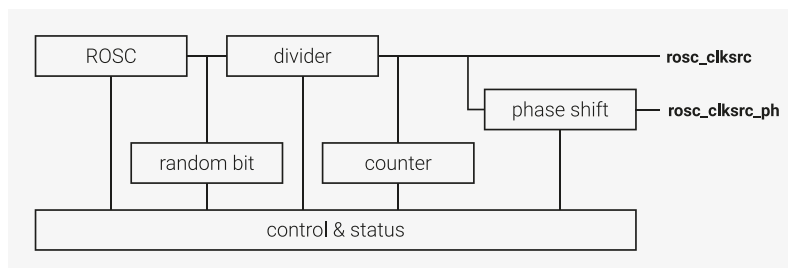 ROSC
divider
rosc_clksrc
phase shift
rosc_clksrc_ph
random bit
counter
control & status